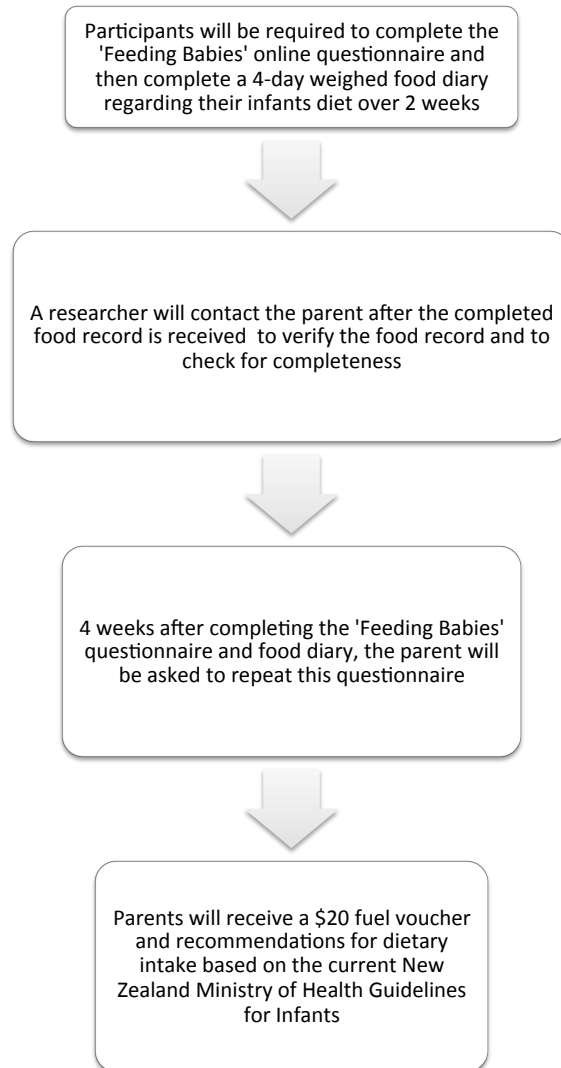 Participants will be required to complete the
'Feeding Babies' online questionnaire and
then complete a 4-day weighed food diary
regarding their infants diet over 2 weeks
A researcher will contact the parent after the completed
food record is received  to verify the food record and to
check for completeness
4 weeks after completing the 'Feeding Babies'
questionnaire and food diary, the parent will
be asked to repeat this questionnaire
Parents will receive a $20 fuel voucher
and recommendations for dietary
intake based on the current New
Zealand Ministry of Health Guidelines
for Infants